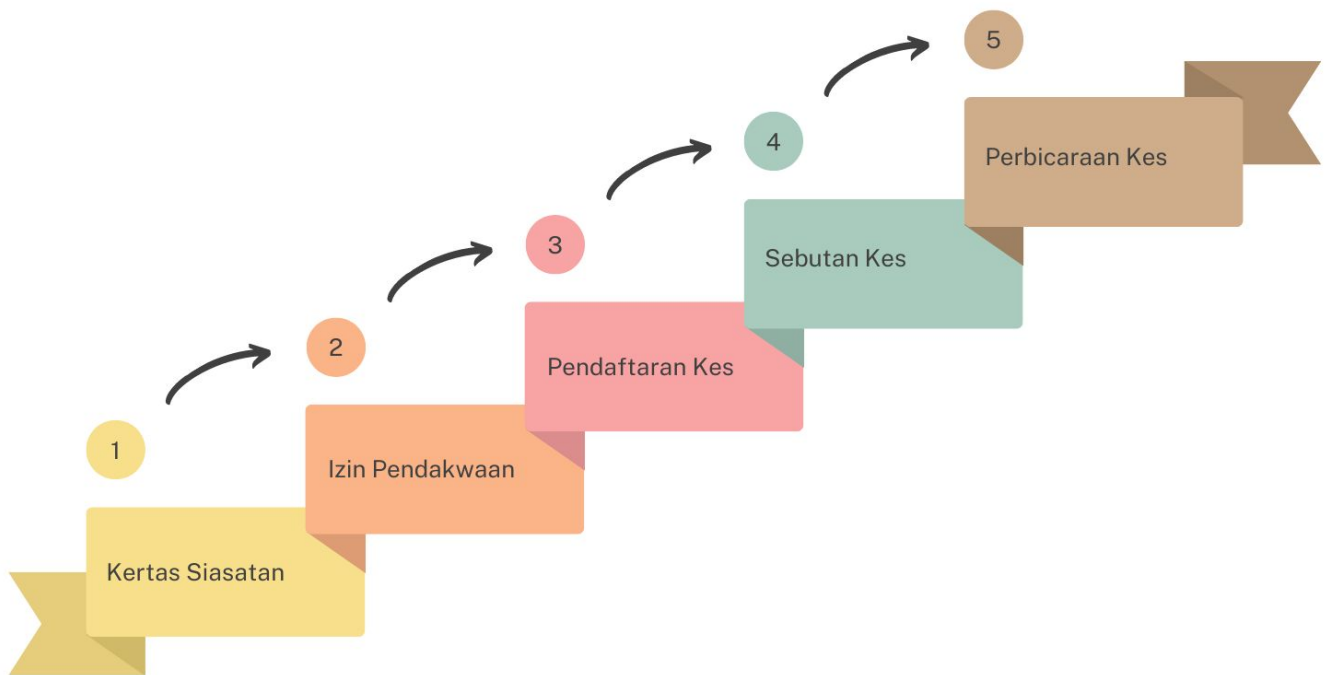 1
Kertas Siasatan
2
Izin Pendakwaan
3
Pendaftaran Kes
4
Sebutan Kes
5
Perbicaraan Kes